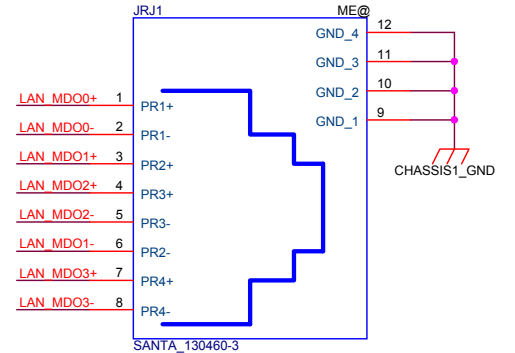 JRJ1 ME@
LAN_MDO0+ 1 PR1+
LAN_MDO0- 2 PR1-
LAN_MDO1+ 3 PR2+
LAN_MDO2+ 4 PR3+
LAN_MDO2- 5 PR3-
LAN_MDO1- 6 PR2-
LAN_MDO3+ 7 PR4+
LAN_MDO3- 8 PR4-
GND_4 12
GND_3 11
GND_2 10
GND_1 9
CHASSIS1_GND
SANTA_130460-3